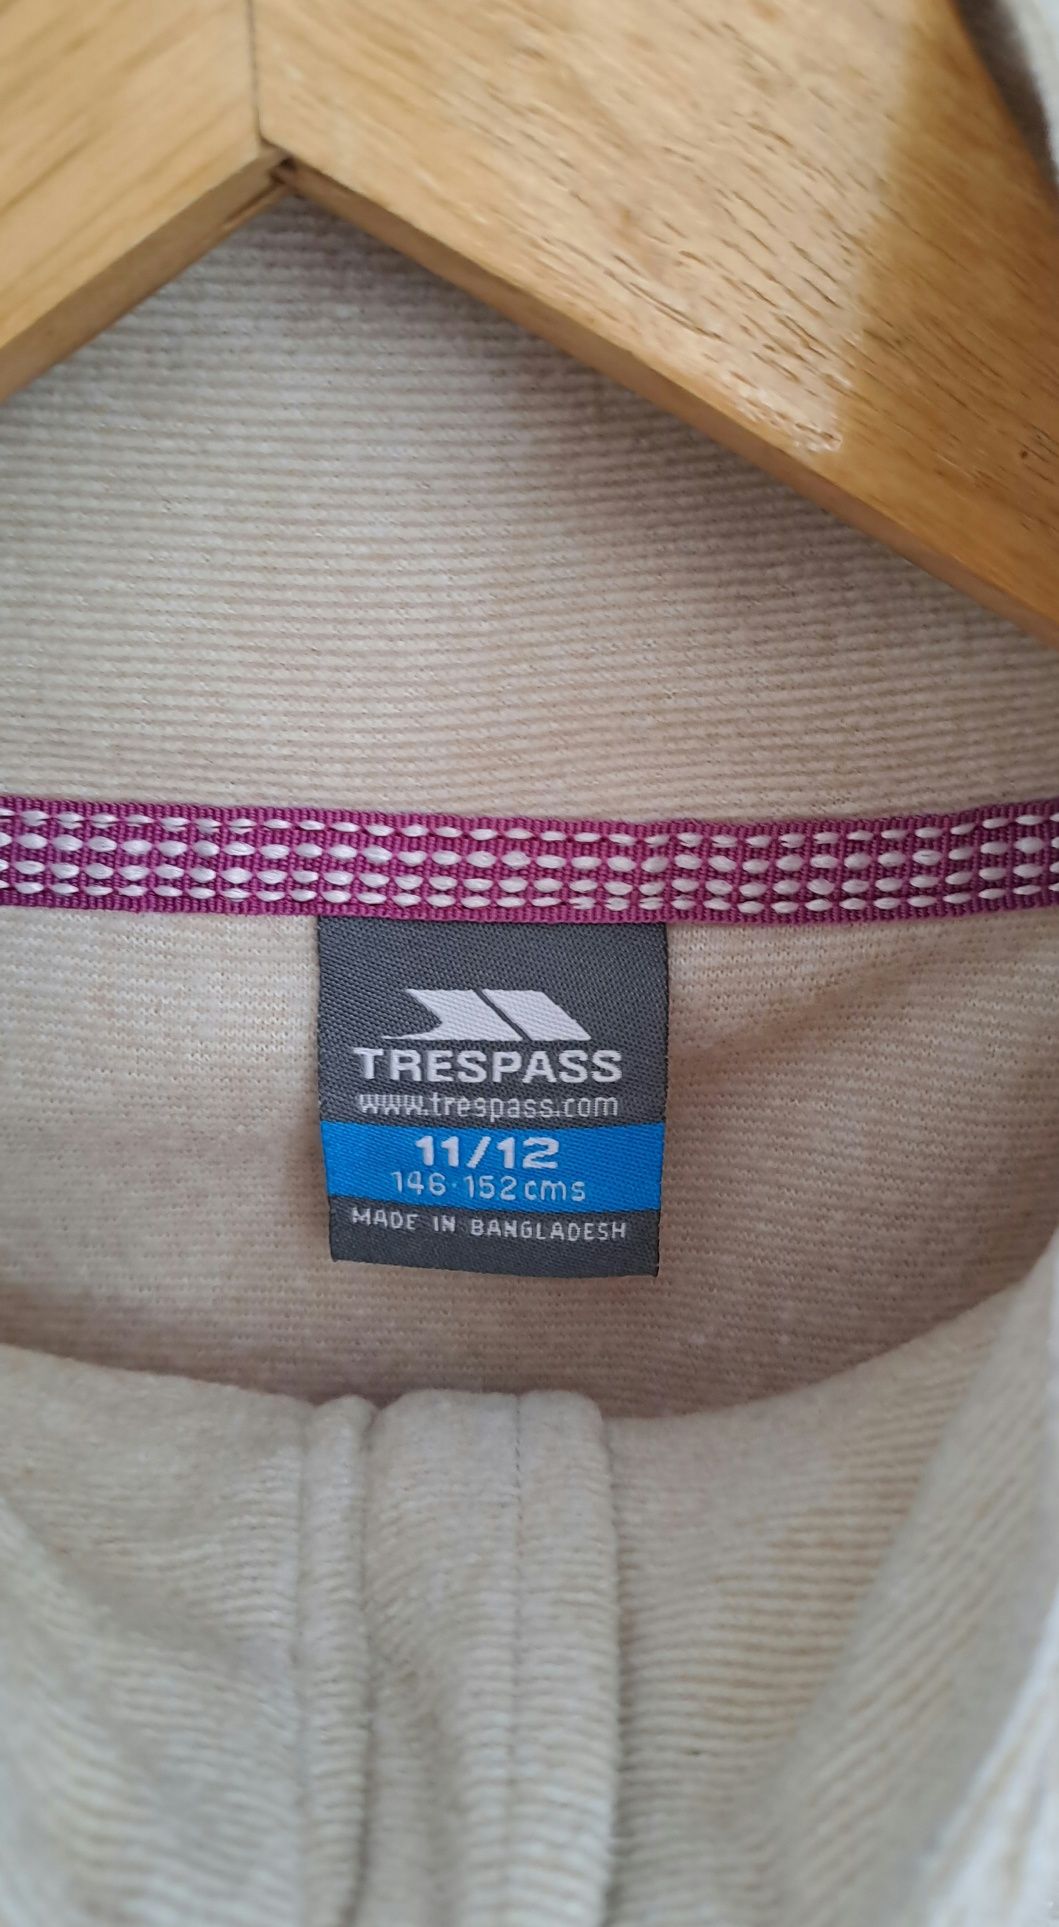 TRESPASS
www.trespass.com
11/12
146-152cms
MADE IN BANGLADESH